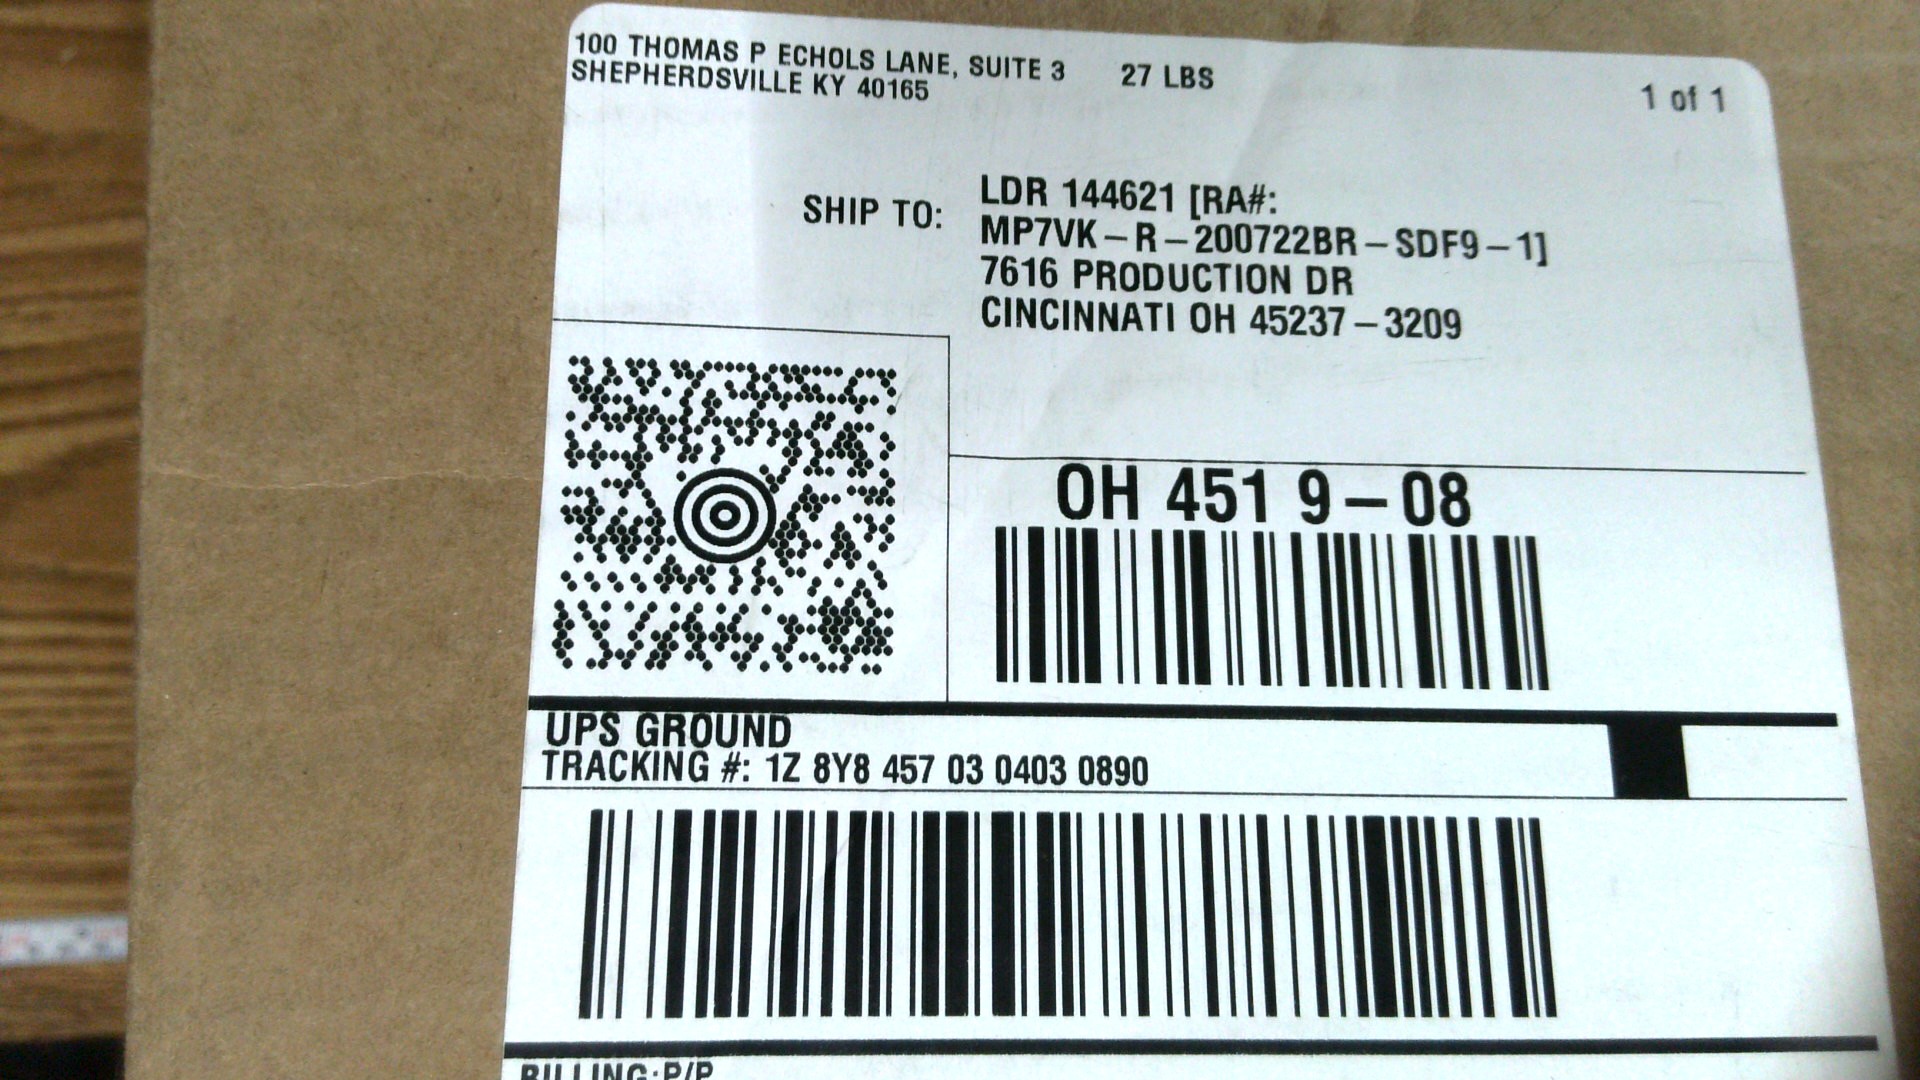 100 THOMAS P ECHOLS LANE, SUITE 3 27 LBS
SHEPHERDSVILLE KY 40165
1 of 1
SHIP TO:
LDR 144621 [RA#:
MP7VK-R-200722BR-SDF9-1]
7616 PRODUCTION DR
CINCINNATI OH 45237-3209
OH 451 9-08
UPS GROUND
TRACKING #: 1Z 8Y8 457 03 0403 0890
BILLING: P/P